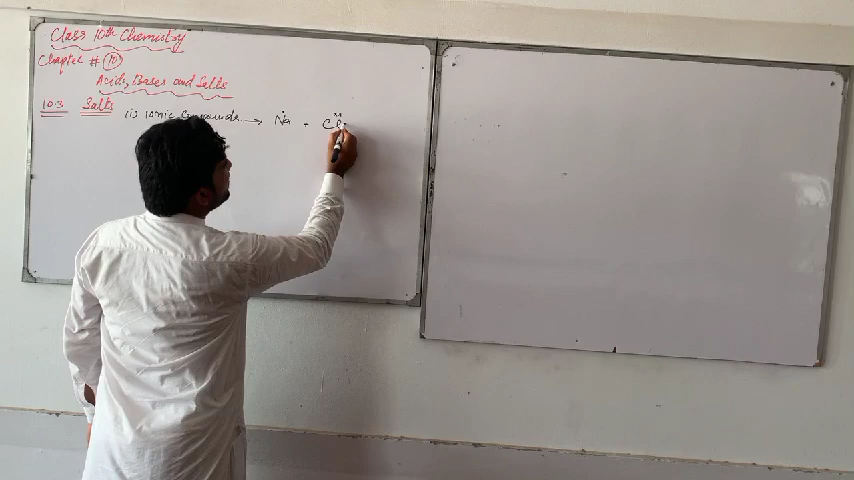 Class 10th Chemistry
Chapter # 10
Acids, Bases and Salts
10.3 Salts
(i) Ionic Compounds → Na + Cl